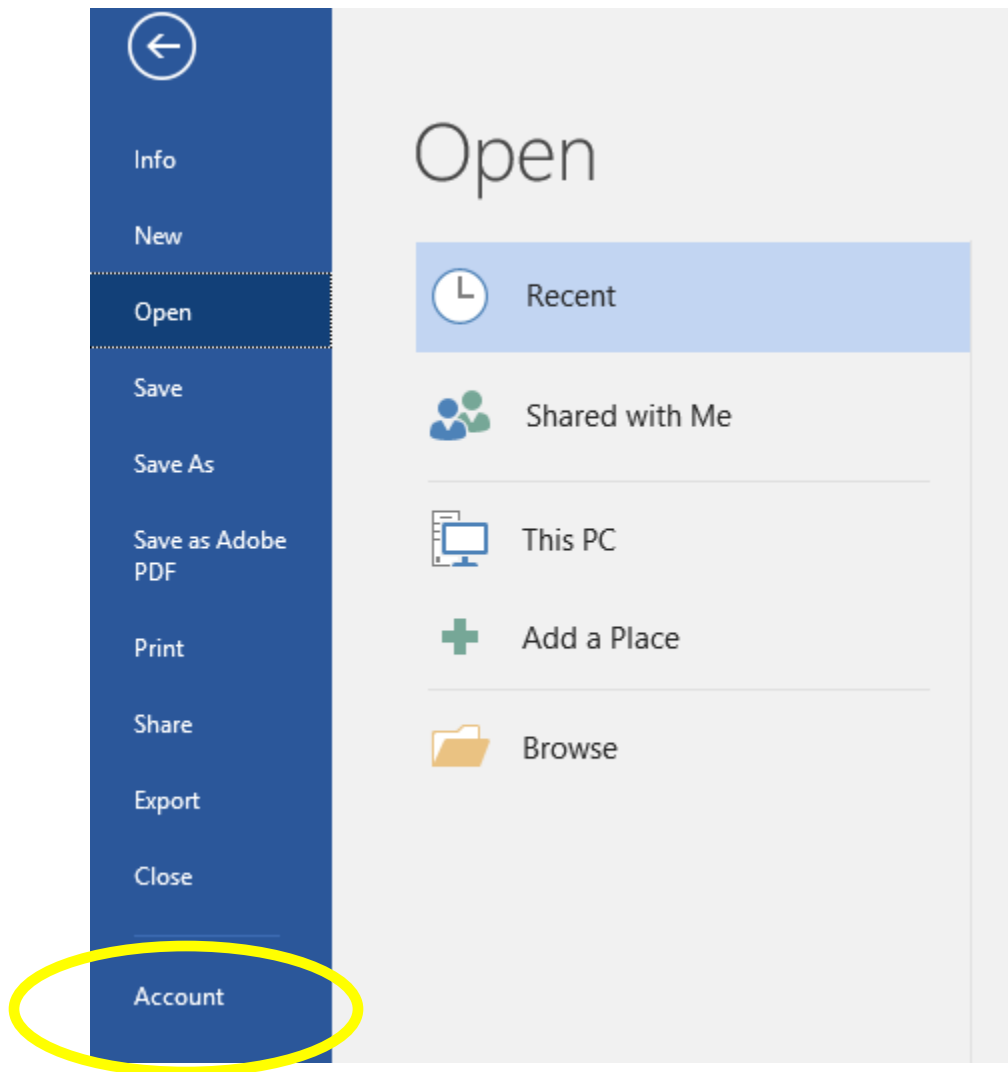 Info
New
Open
Save
Save As
Save as Adobe
PDF
Print
Share
Export
Close
Account
Open
Recent
Shared with Me
This PC
Add a Place
Browse